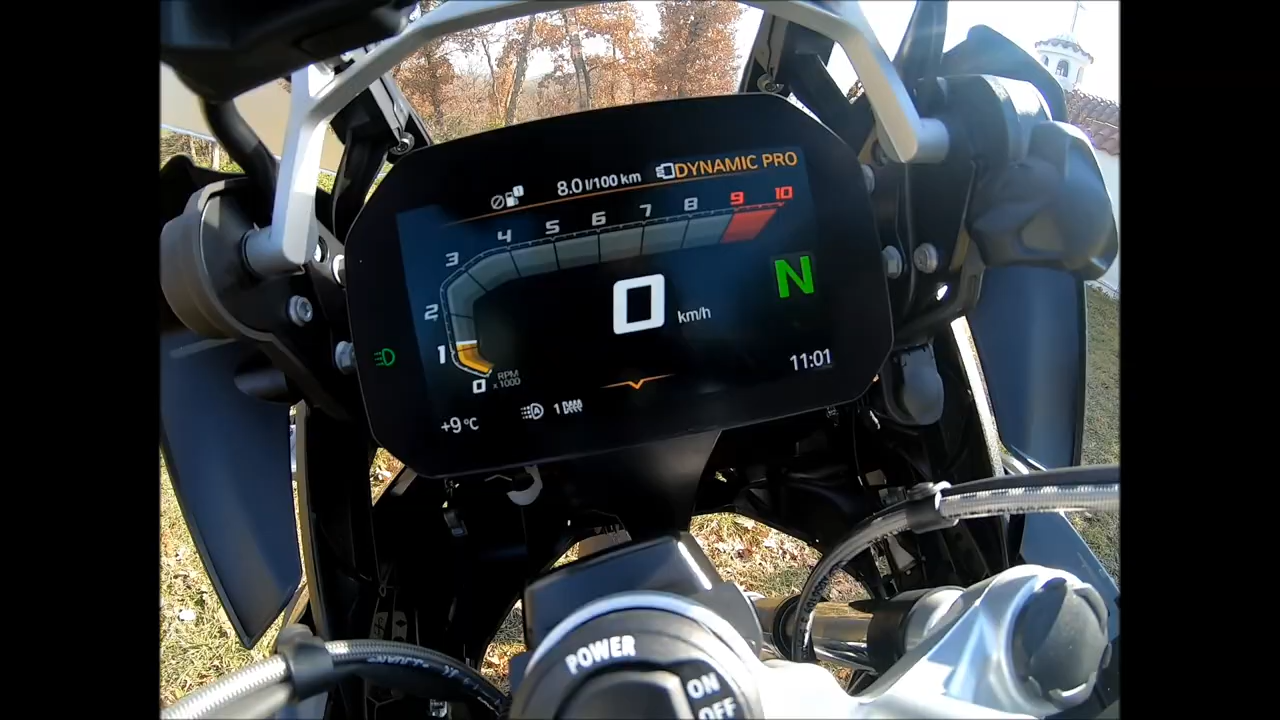 8.0 l/100 km
DYNAMIC PRO
0 1 2 3 4 5 6 7 8 9 10
RPM
x 1000
0 km/h
N
11:01
+9°C
A
1
POWER
ON
OFF